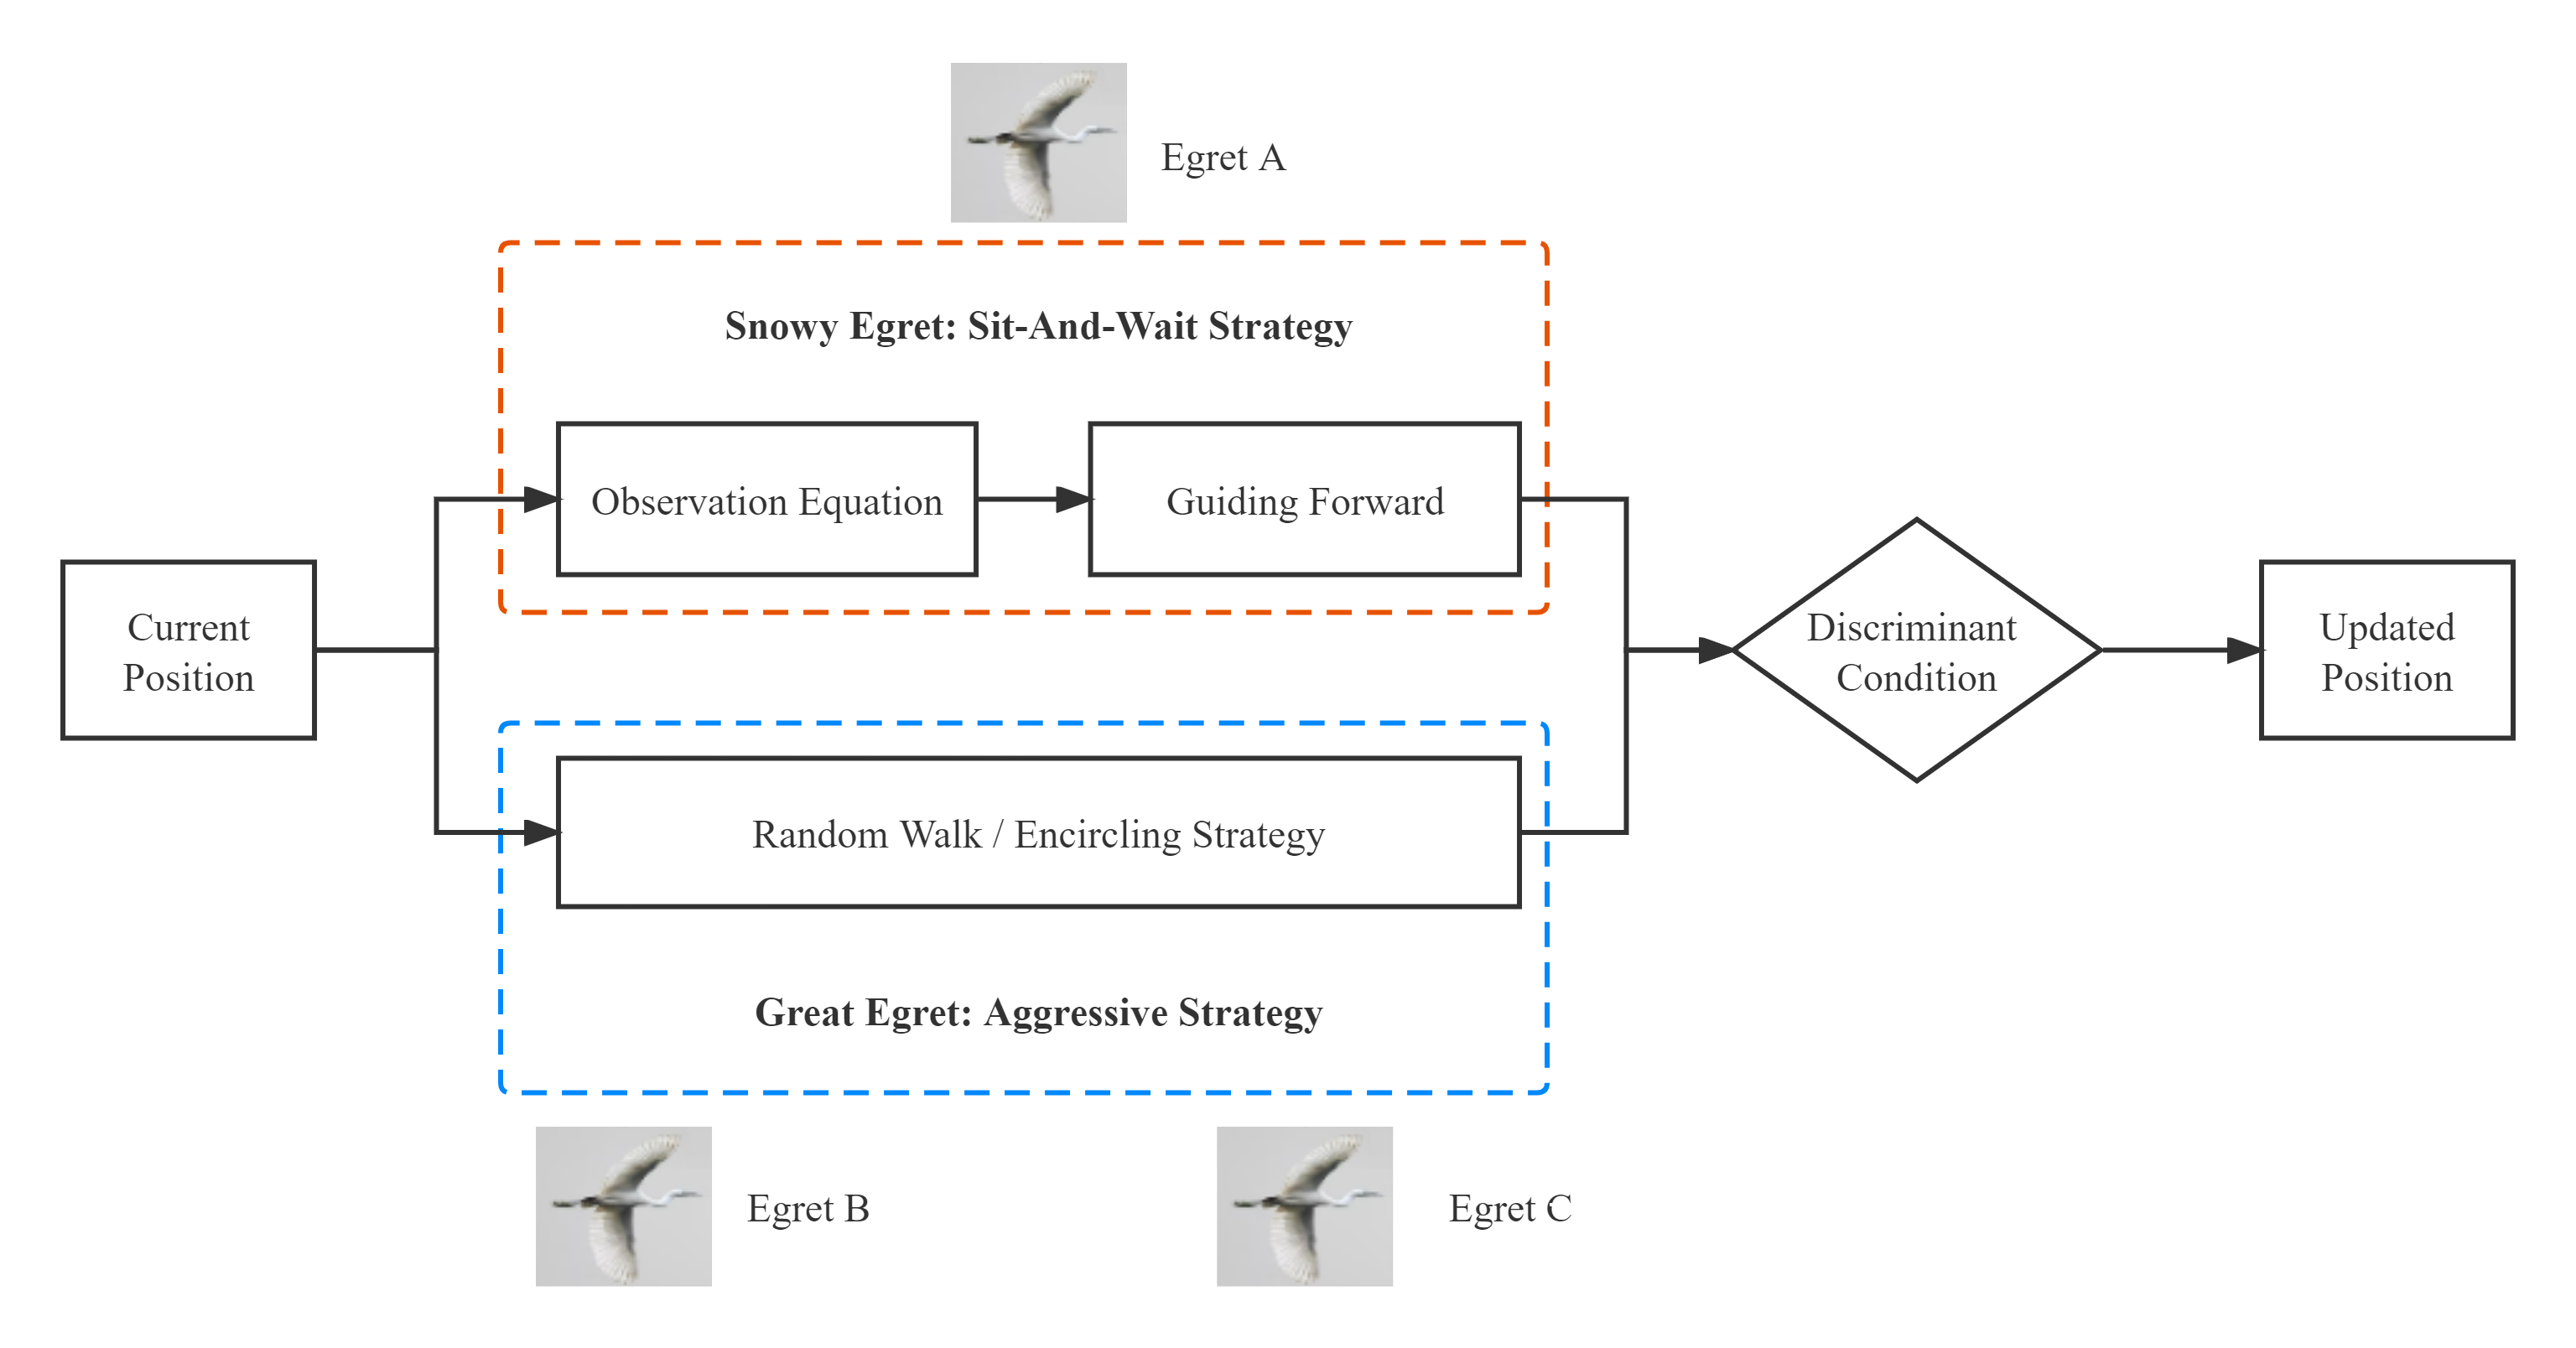 Egret A
Snowy Egret: Sit-And-Wait Strategy
Observation Equation
Guiding Forward
Current
Position
Discriminant
Condition
Updated
Position
Random Walk / Encircling Strategy
Great Egret: Aggressive Strategy
Egret B
Egret C